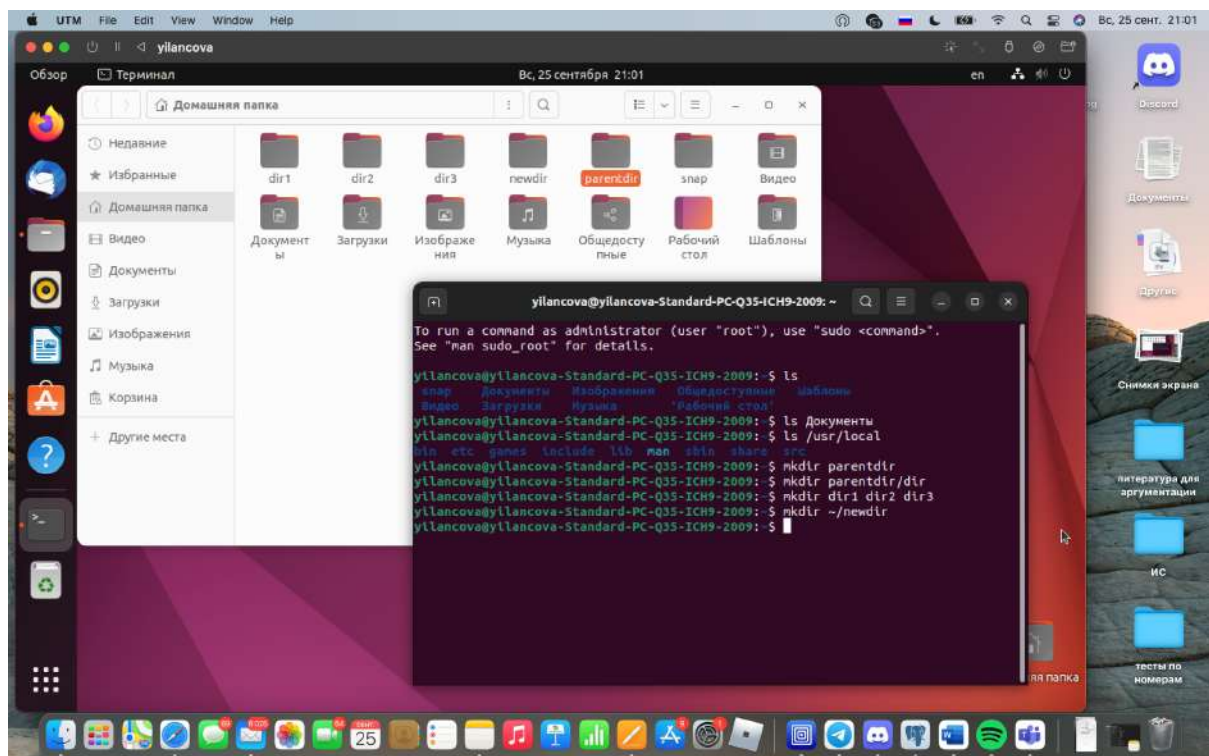 UTM File Edit View Window Help
Вс, 25 сент. 21:01
yilancova
Обзор Терминал Вс, 25 сентября 21:01 en
Домашняя папка
Недавние
Избранные
Домашняя папка
Видео
Документы
Загрузки
Изображения
Музыка
Корзина
Другие места
dir1 dir2 dir3 newdir parentdir snap Видео
Документ Загрузки Изображе Музыка Общедосту Рабочий Шаблоны
ы ния пные стол
yilancova@yilancova-Standard-PC-Q35-ICH9-2009: ~
To run a command as administrator (user "root"), use "sudo <command>".
See "man sudo_root" for details.
yilancova@yilancova-Standard-PC-Q35-ICH9-2009:~$ ls
snap Документы Изображения Общедоступные Шаблоны
Видео Загрузки Музыка 'Рабочий стол'
yilancova@yilancova-Standard-PC-Q35-ICH9-2009:~$ ls Документы
yilancova@yilancova-Standard-PC-Q35-ICH9-2009:~$ ls /usr/local
bin etc games include lib man sbin share src
yilancova@yilancova-Standard-PC-Q35-ICH9-2009:~$ mkdir parentdir
yilancova@yilancova-Standard-PC-Q35-ICH9-2009:~$ mkdir parentdir/dir
yilancova@yilancova-Standard-PC-Q35-ICH9-2009:~$ mkdir dir1 dir2 dir3
yilancova@yilancova-Standard-PC-Q35-ICH9-2009:~$ mkdir ~/newdir
yilancova@yilancova-Standard-PC-Q35-ICH9-2009:~$
Discord
Документы
Другие
Снимки экрана
литература для
аргументации
ИС
тесты по
номерам
яя папка
25